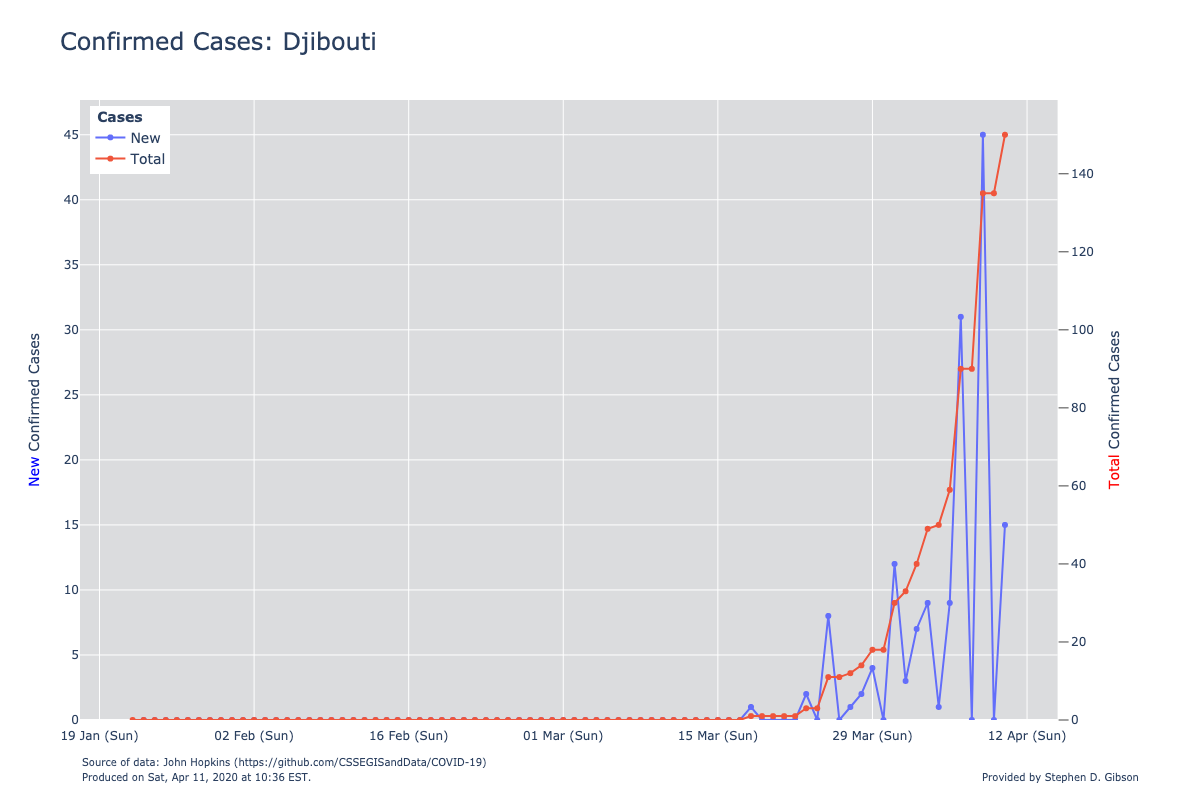 Confirmed Cases: Djibouti
Cases
New
Total
45
40
35
30
25
20
15
10
5
0
New Confirmed Cases
140
120
100
80
60
40
20
0
Total Confirmed Cases
19 Jan (Sun) 02 Feb (Sun) 16 Feb (Sun) 01 Mar (Sun) 15 Mar (Sun) 29 Mar (Sun) 12 Apr (Sun)
Source of data: John Hopkins (https://github.com/CSSEGISandData/COVID-19)
Produced on Sat, Apr 11, 2020 at 10:36 EST.
Provided by Stephen D. Gibson